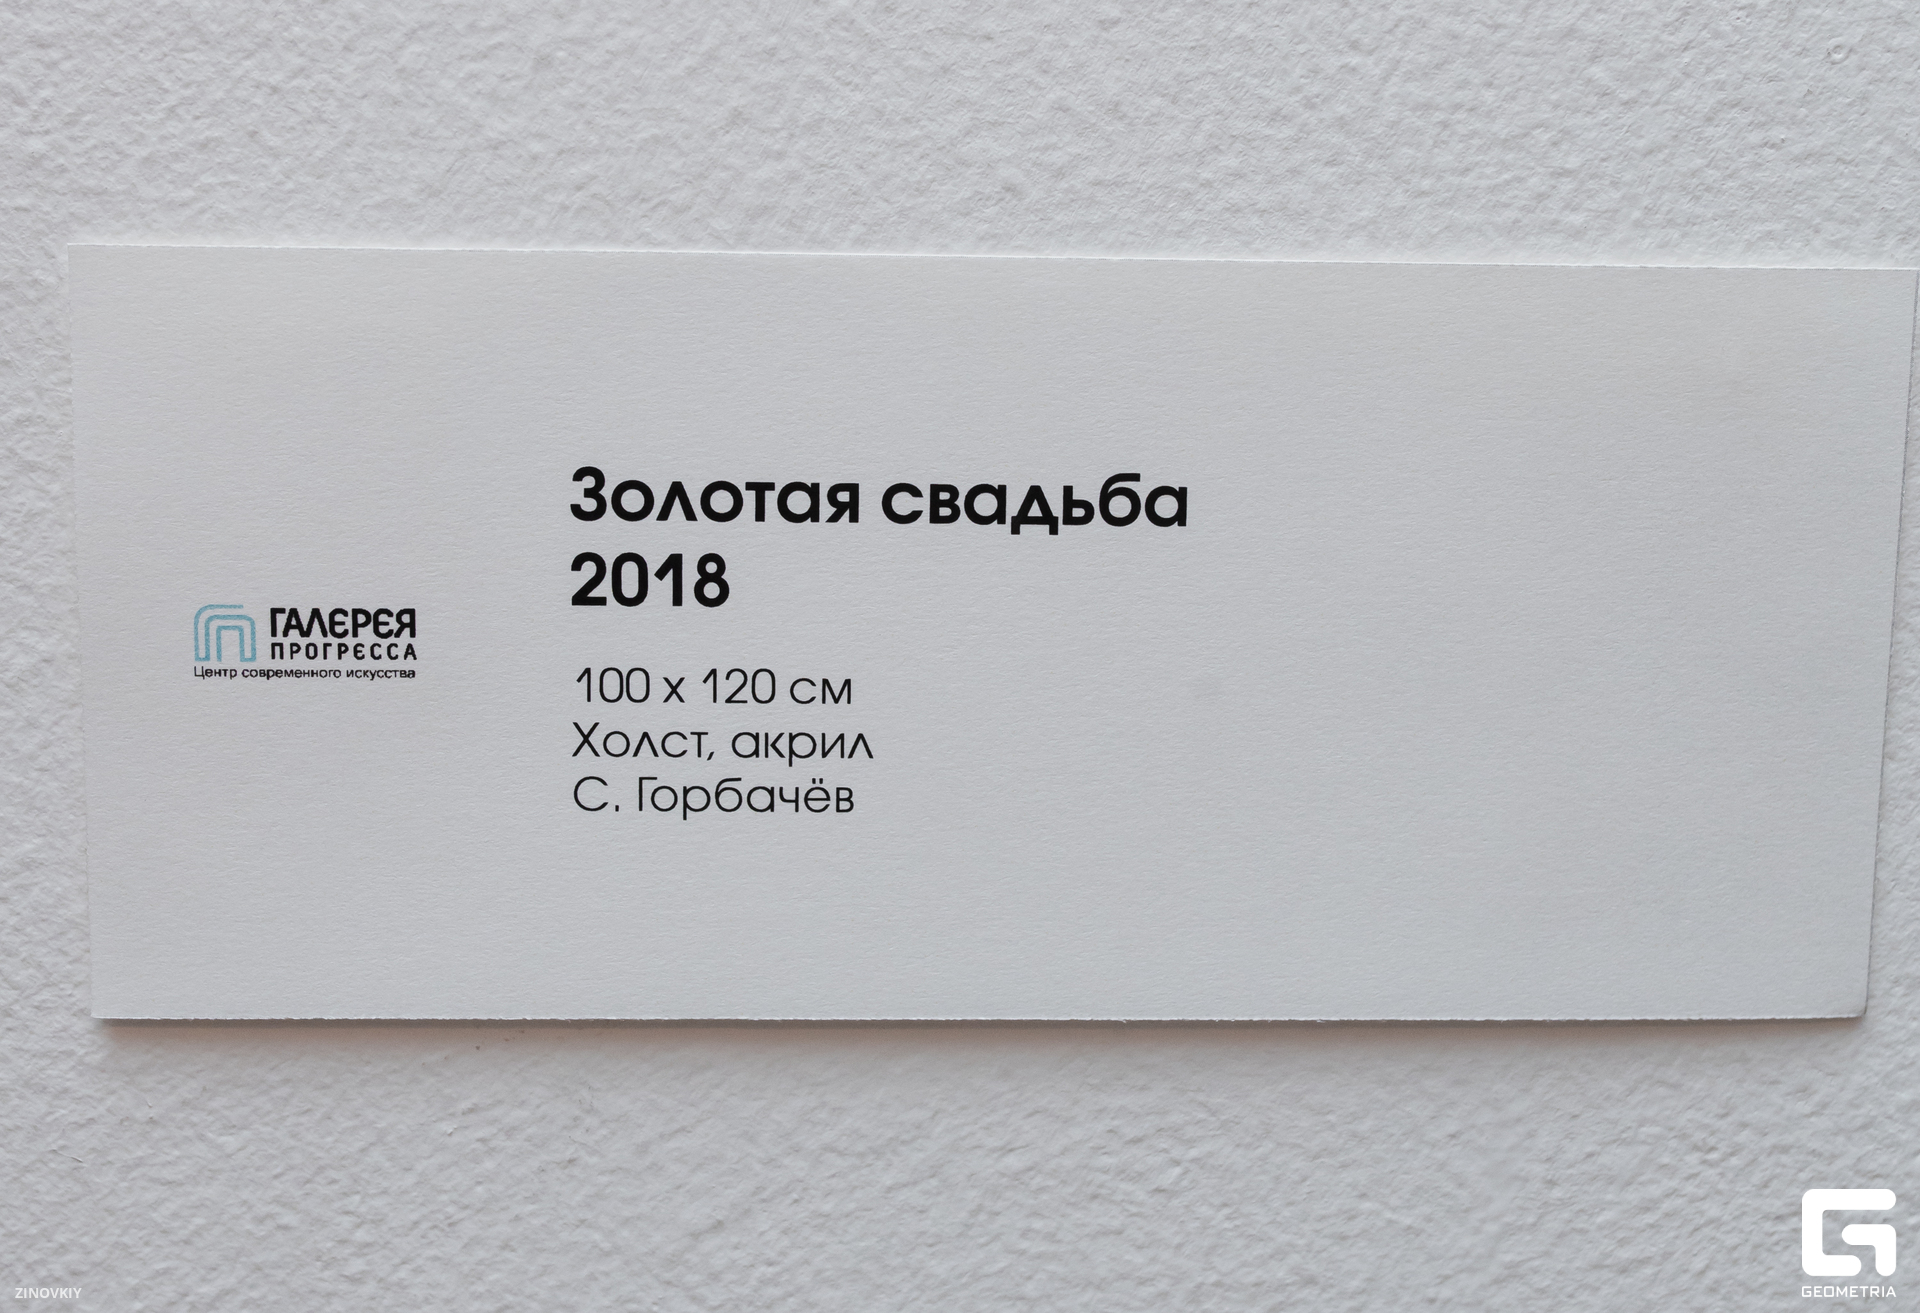 Золотая свадьба
2018
ГАЛЕРЕЯ
ПРОГРЕССА
Центр современного искусства
100 x 120 см
Холст, акрил
С. Горбачёв
ZINOVKIY
GEOMETRIA